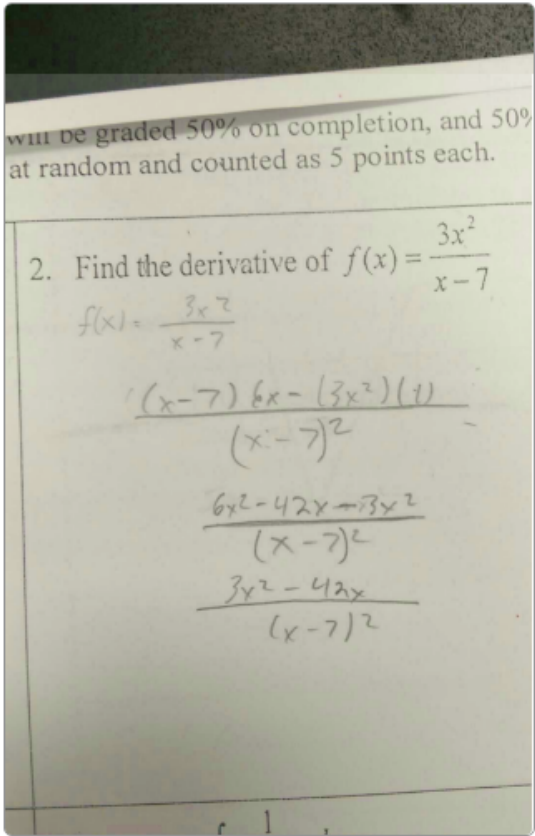 will be graded 50% on completion, and 50%
at random and counted as 5 points each.
2. Find the derivative of f(x) = 3x²/(x - 7)
f(x) = 3x²/(x - 7)
((x-7) 6x - (3x²)(1))/(x - 7)²
(6x² - 42x - 3x²)/(x - 7)²
(3x² - 42x)/(x - 7)²